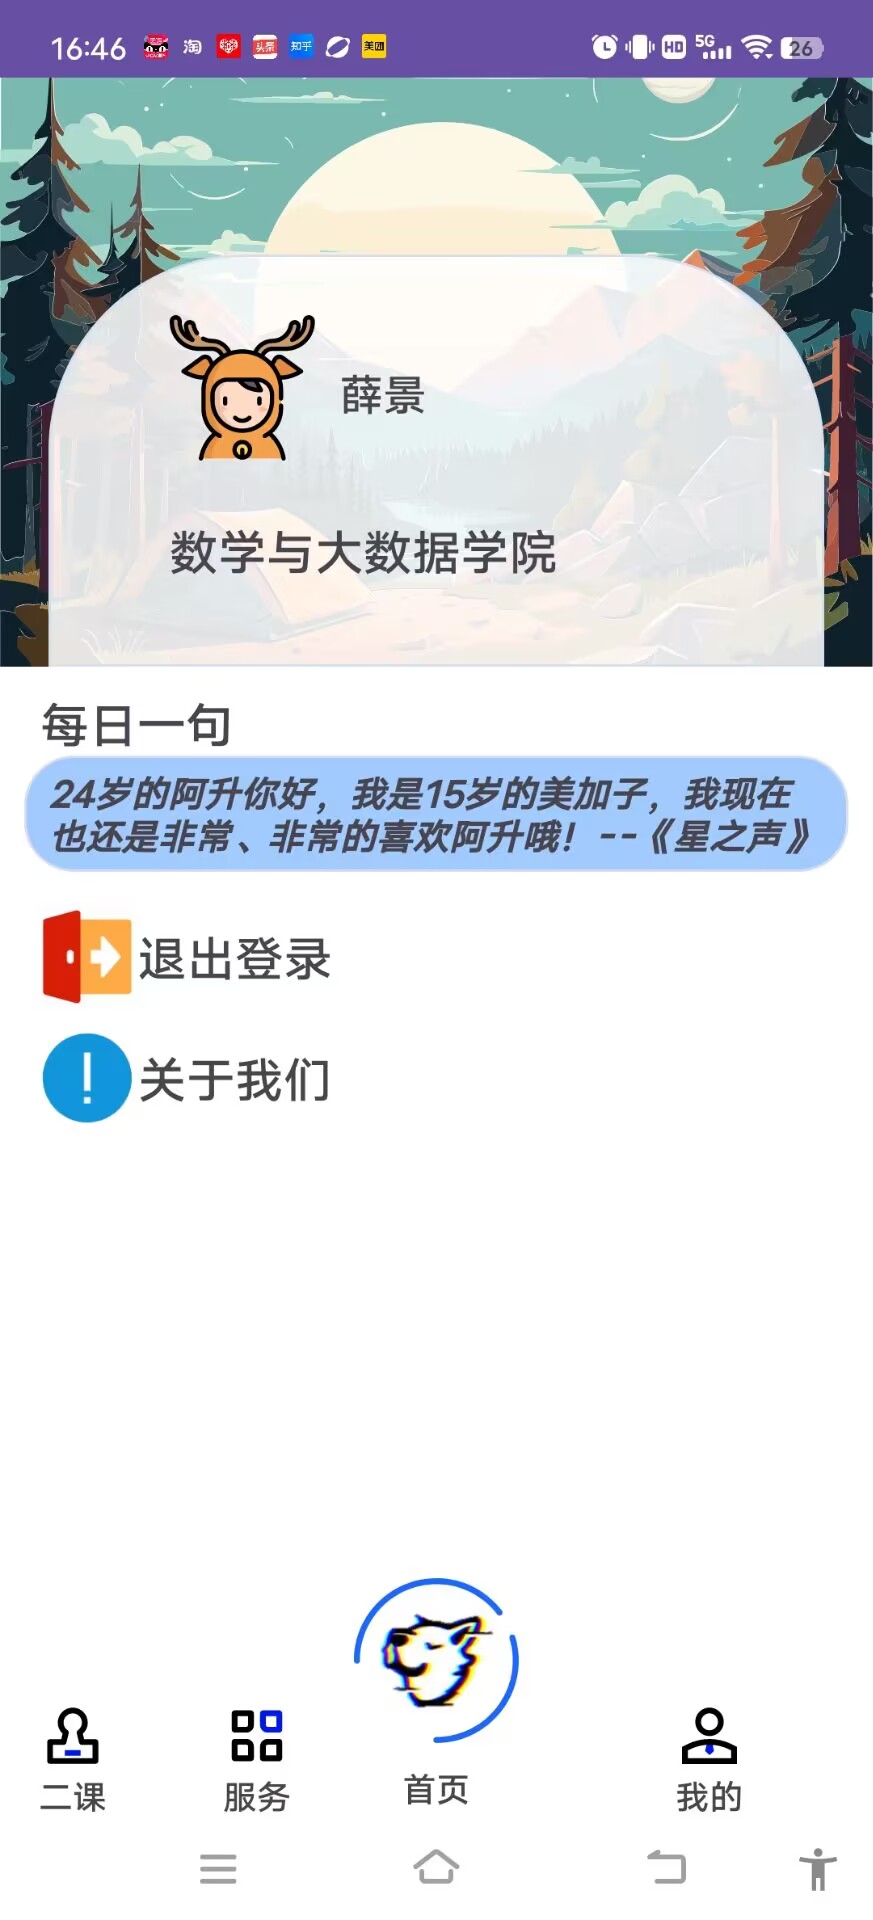 16:46
淘
头条
知乎
美团
HD
5G
26
薛景
数学与大数据学院
每日一句
24岁的阿升你好，我是15岁的美加子，我现在
也还是非常、非常的喜欢阿升哦！--《星之声》
退出登录
关于我们
二课
服务
首页
我的